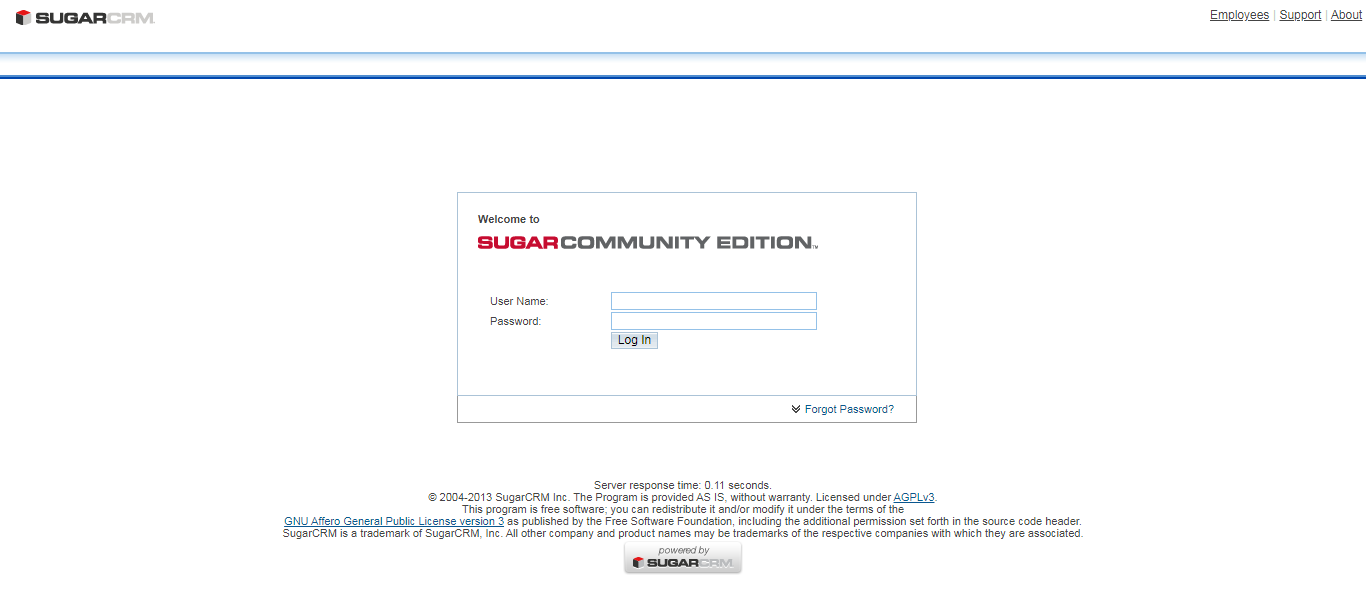 SUGARCRM.
Employees | Support | About
Welcome to
SUGARCOMMUNITY EDITION™
User Name:
Password:
Log In
Forgot Password?
Server response time: 0.11 seconds.
© 2004-2013 SugarCRM Inc. The Program is provided AS IS, without warranty. Licensed under AGPLv3.
This program is free software; you can redistribute it and/or modify it under the terms of the
GNU Affero General Public License version 3 as published by the Free Software Foundation, including the additional permission set forth in the source code header.
SugarCRM is a trademark of SugarCRM, Inc. All other company and product names may be trademarks of the respective companies with which they are associated.
powered by
SUGARCRM.